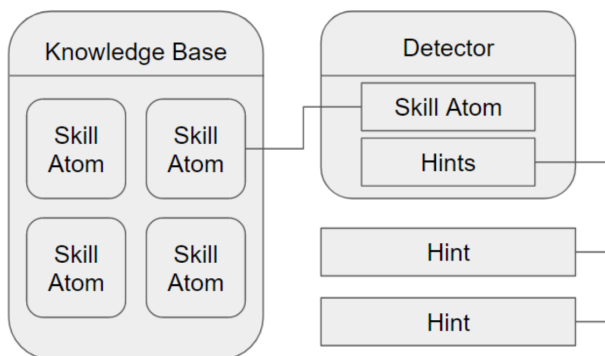 Knowledge Base
Skill
Atom
Skill
Atom
Skill
Atom
Skill
Atom
Detector
Skill Atom
Hints
Hint
Hint